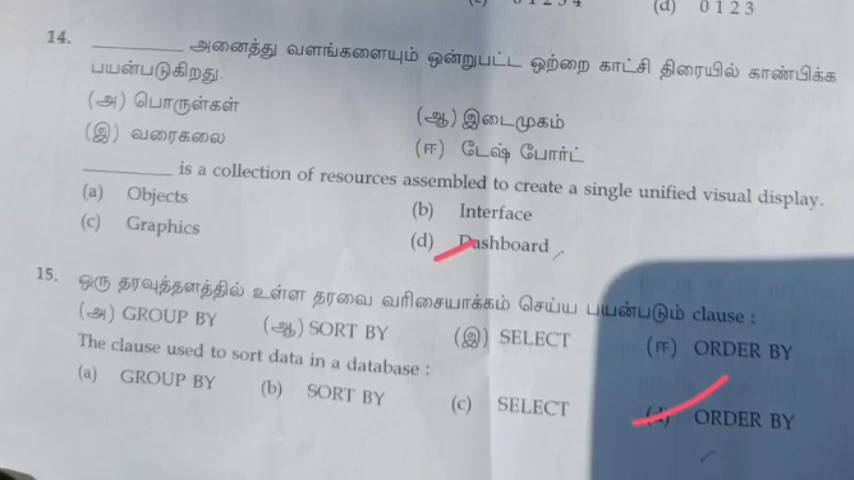 (d) 0 1 2 3
14. ________ அனைத்து வளங்களையும் ஒன்றுபட்ட ஒற்றை காட்சி திரையில் காண்பிக்க
பயன்படுகிறது.
(அ) பொருள்கள் (ஆ) இடைமுகம்
(இ) வரைகலை (ஈ) டேஷ் போர்ட்
________ is a collection of resources assembled to create a single unified visual display.
(a) Objects (b) Interface
(c) Graphics (d) Dashboard
15. ஒரு தரவுத்தளத்தில் உள்ள தரவை வரிசையாக்கம் செய்ய பயன்படும் clause :
(அ) GROUP BY (ஆ) SORT BY (இ) SELECT (ஈ) ORDER BY
The clause used to sort data in a database :
(a) GROUP BY (b) SORT BY (c) SELECT (d) ORDER BY